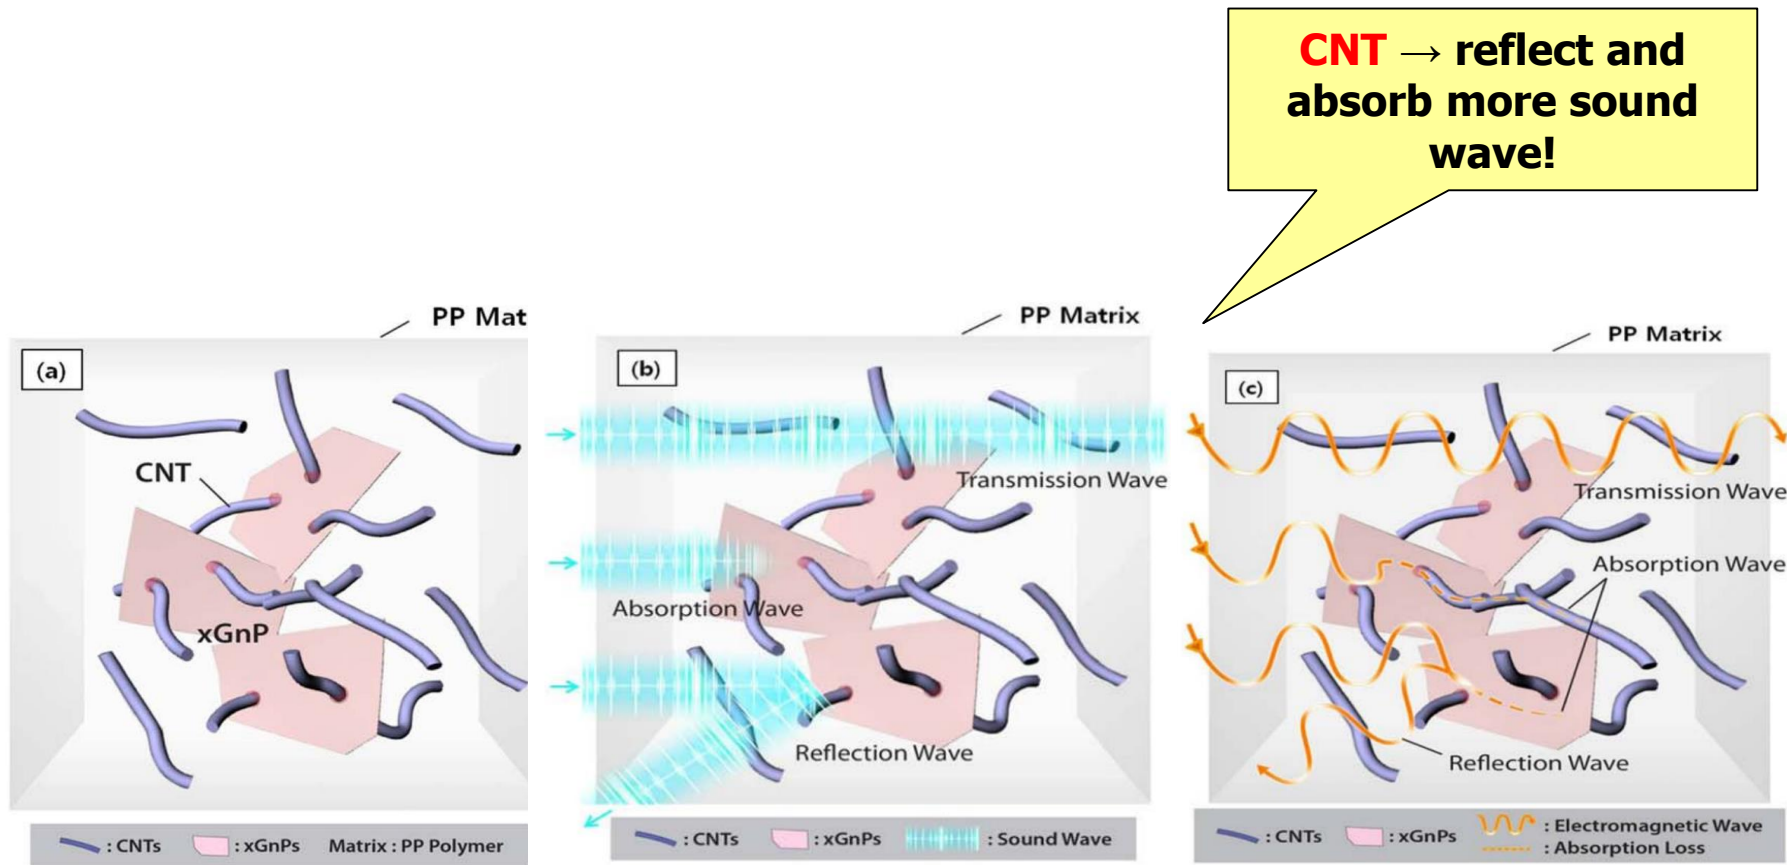 CNT → reflect and
absorb more sound
wave!
PP Mat
(a)
CNT
xGnP
: CNTs : xGnPs Matrix : PP Polymer
PP Matrix
(b)
Transmission Wave
Absorption Wave
Reflection Wave
: CNTs : xGnPs : Sound Wave
PP Matrix
(c)
Transmission Wave
Absorption Wave
Reflection Wave
: CNTs : xGnPs : Electromagnetic Wave
: Absorption Loss